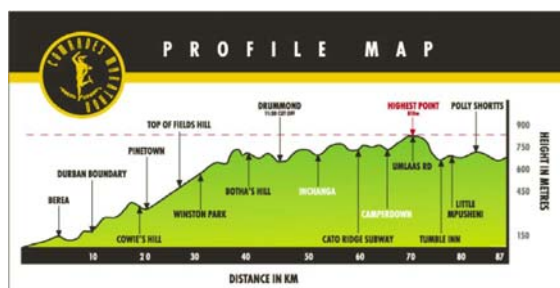 COMRADES MARATHON
PROFILE MAP
DRUMMOND
HIGHEST POINT
POLLY SHORTTS
TOP OF FIELDS HILL
PINETOWN
DURBAN BOUNDARY
BEREA
BOTHA'S HILL
INCHANGA
UMLAAS RD
WINSTON PARK
CAMPERDOWN
LITTLE
MPUSHENI
COWIE'S HILL
CATO RIDGE SUBWAY
TUMBLE INN
900
750
600
450
150
HEIGHT IN METRES
10 20 30 40 50 60 70 80 87
DISTANCE IN KM